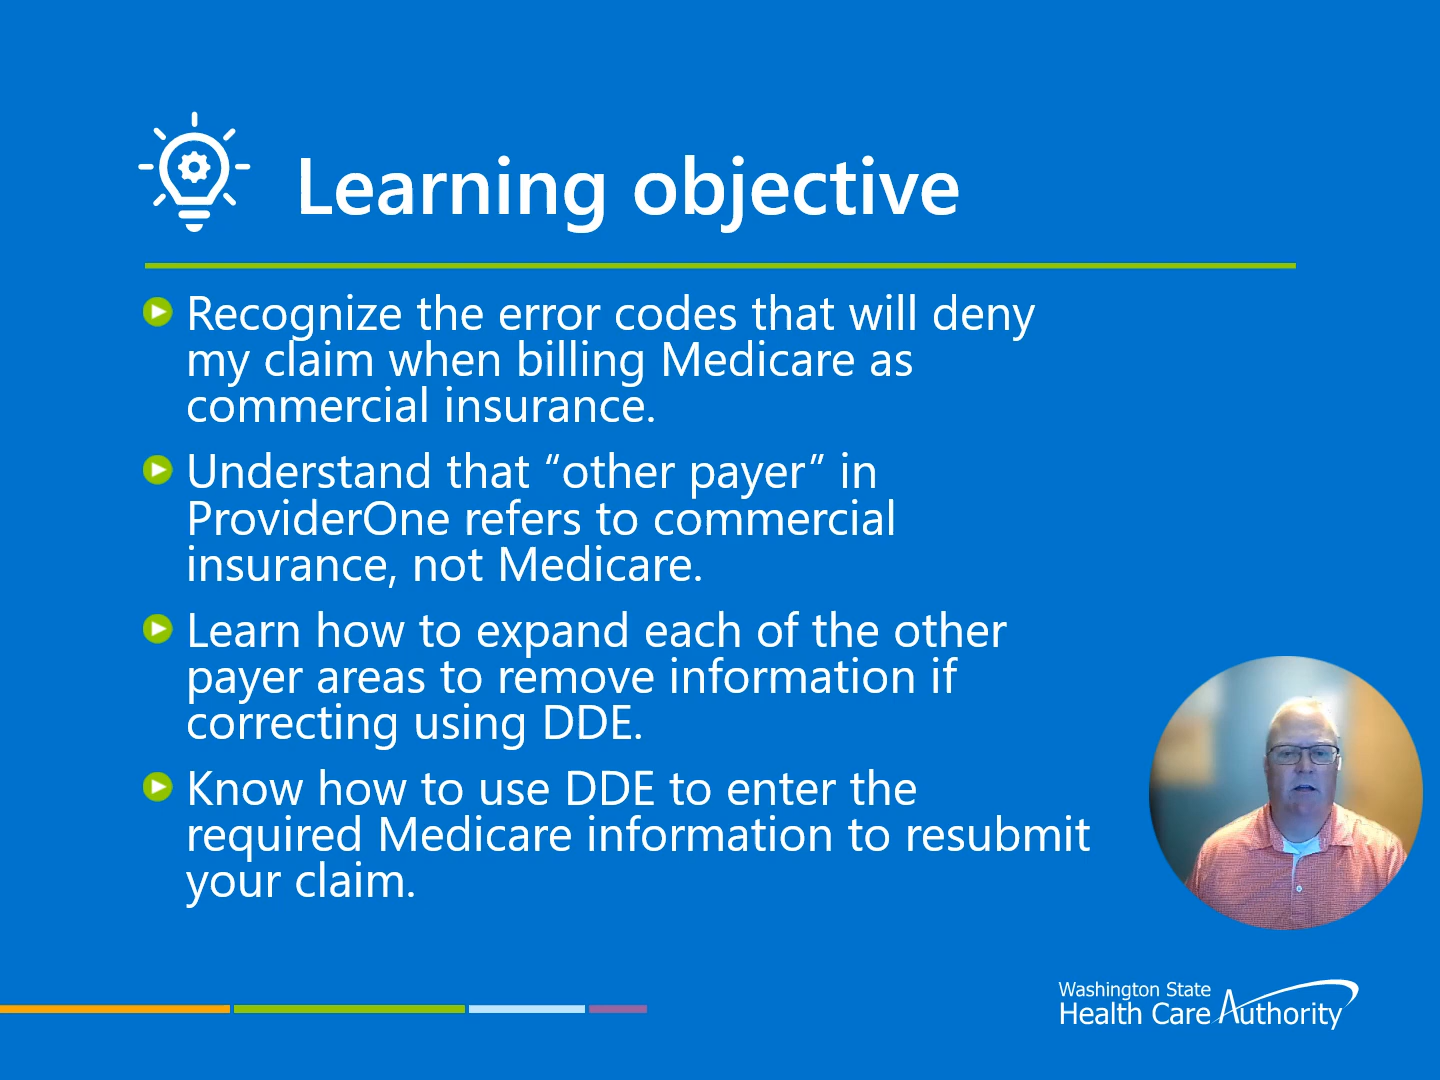 Learning objective
Recognize the error codes that will deny
my claim when billing Medicare as
commercial insurance.
Understand that “other payer” in
ProviderOne refers to commercial
insurance, not Medicare.
Learn how to expand each of the other
payer areas to remove information if
correcting using DDE.
Know how to use DDE to enter the
required Medicare information to resubmit
your claim.
Washington State
Health Care Authority